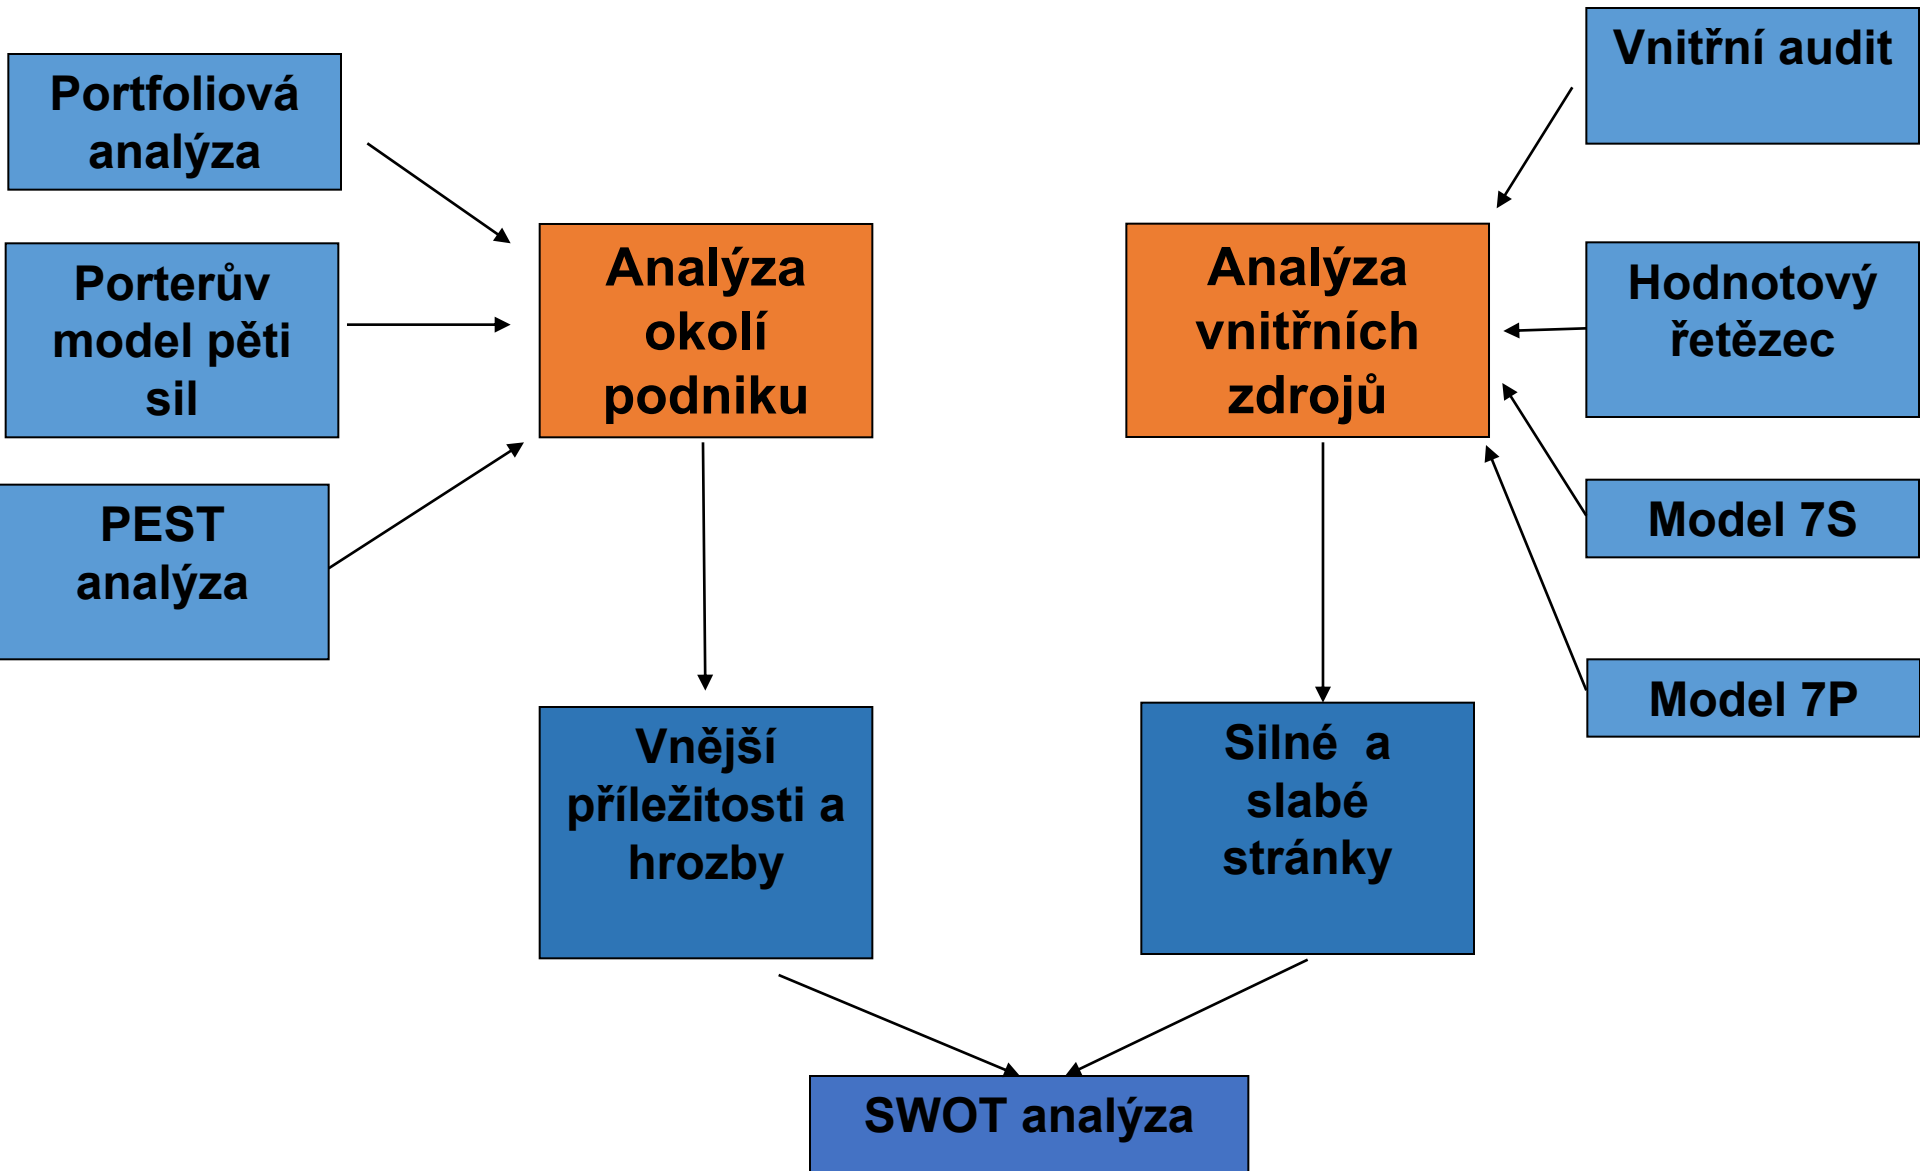 Portfoliová
analýza
Porterův
model pěti
sil
PEST
analýza
Analýza
okolí
podniku
Vnější
příležitosti a
hrozby
Analýza
vnitřních
zdrojů
Silné  a
slabé
stránky
Vnitřní audit
Hodnotový
řetězec
Model 7S
Model 7P
SWOT analýza